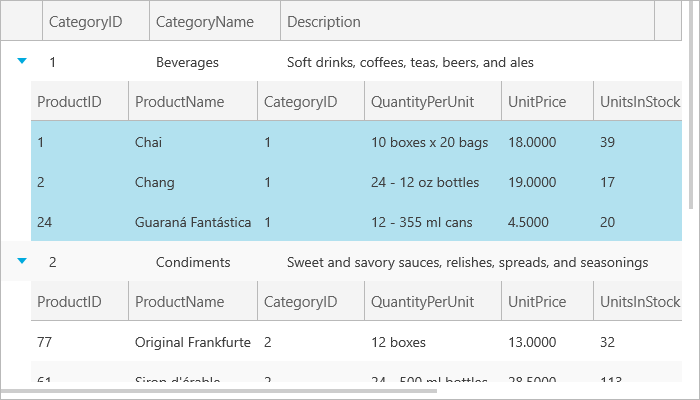 CategoryID CategoryName Description
1 Beverages Soft drinks, coffees, teas, beers, and ales
ProductID ProductName CategoryID QuantityPerUnit UnitPrice UnitsInStock
1 Chai 1 10 boxes x 20 bags 18.0000 39
2 Chang 1 24 - 12 oz bottles 19.0000 17
24 Guaraná Fantástica 1 12 - 355 ml cans 4.5000 20
2 Condiments Sweet and savory sauces, relishes, spreads, and seasonings
ProductID ProductName CategoryID QuantityPerUnit UnitPrice UnitsInStock
77 Original Frankfurte 2 12 boxes 13.0000 32
61 Sirop d'érable 2 24 - 500 ml bottles 28.5000 113